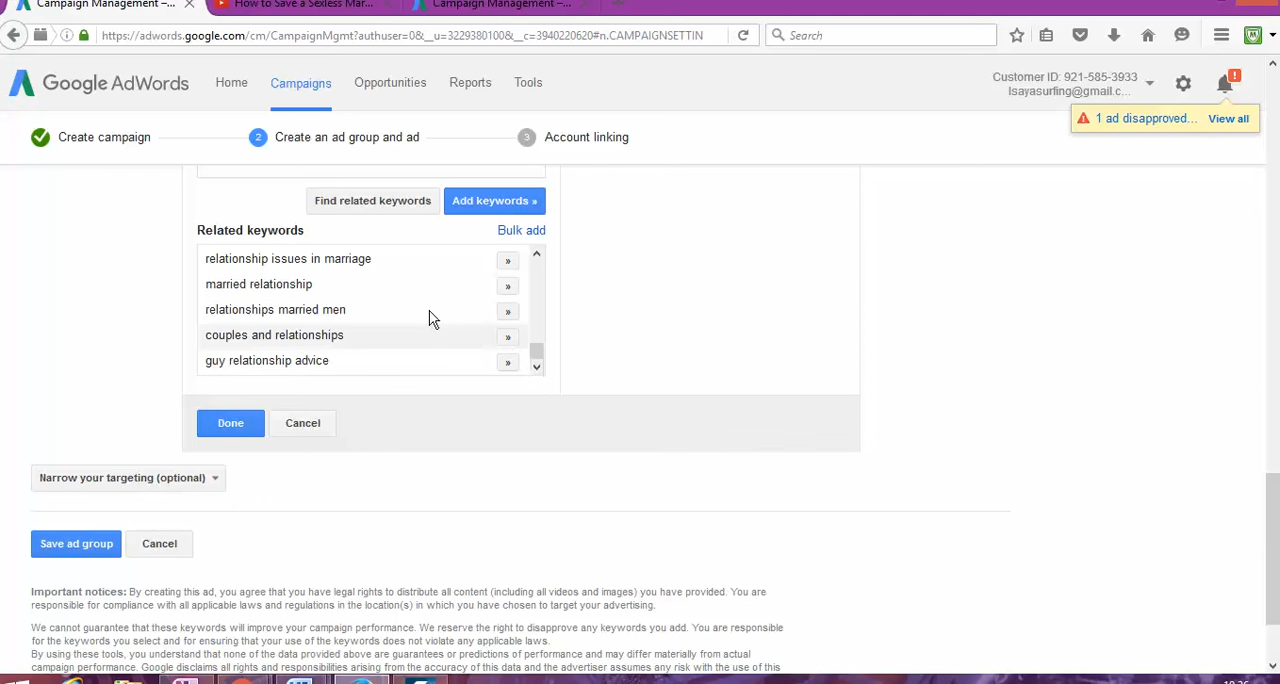 Campaign Management –...
How to Save a Sexless Mar...
Campaign Management –...
https://adwords.google.com/cm/CampaignMgmt?authuser=0&__u=3229380100&__c=3940220620#n.CAMPAIGNSETTIN
Search
Google AdWords
Home
Campaigns
Opportunities
Reports
Tools
Customer ID: 921-585-3933
lsayasurfing@gmail.c...
!
1 ad disapproved... View all
Create campaign
2 Create an ad group and ad
3 Account linking
Find related keywords
Add keywords »
Related keywords
Bulk add
relationship issues in marriage »
married relationship »
relationships married men »
couples and relationships »
guy relationship advice »
Done
Cancel
Narrow your targeting (optional)
Save ad group
Cancel
Important notices: By creating this ad, you agree that you have legal rights to distribute all content (including all videos and images) you have provided. You are
responsible for compliance with all applicable laws and regulations in the location(s) in which you have chosen to target your advertising.
We cannot guarantee that these keywords will improve your campaign performance. We reserve the right to disapprove any keywords you add. You are responsible
for the keywords you select and for ensuring that your use of the keywords does not violate any applicable laws.
By using these tools, you understand that none of the data provided above are guarantees or predictions of performance and may differ materially from actual
campaign performance. Google disclaims all rights and responsibilities arising from the accuracy of this data and the advertiser assumes any risk with the use of this